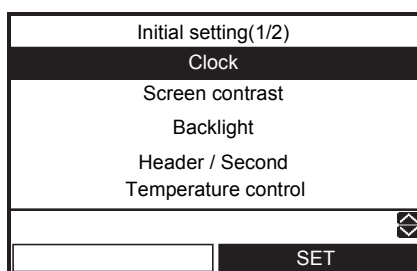 Initial setting(1/2)
Clock
Screen contrast
Backlight
Header / Second
Temperature control
SET